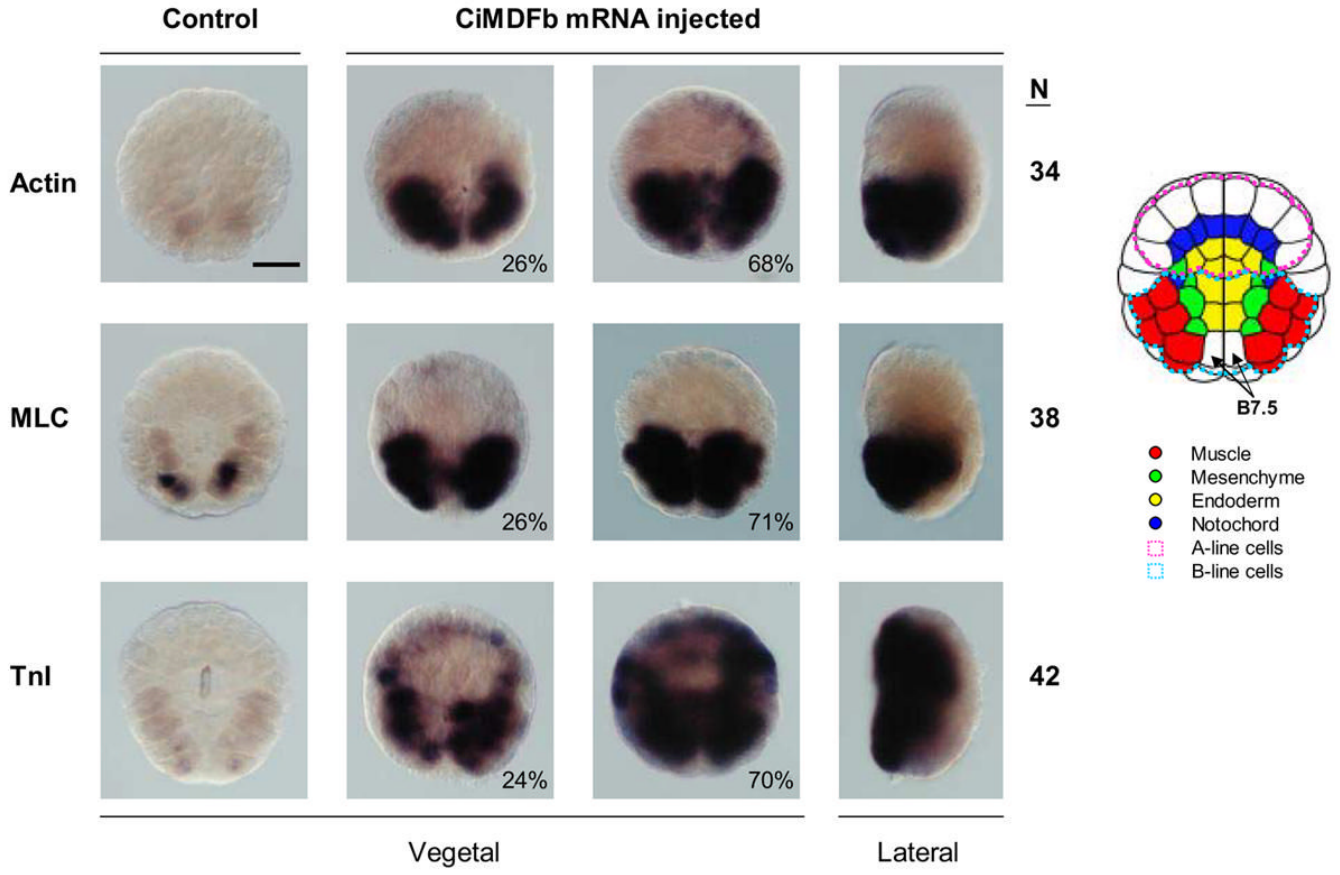 Control
CiMDFb mRNA injected
N
Actin
26%
68%
34
MLC
26%
71%
38
B7.5
Muscle
Mesenchyme
Endoderm
Notochord
A-line cells
B-line cells
TnI
24%
70%
42
Vegetal
Lateral